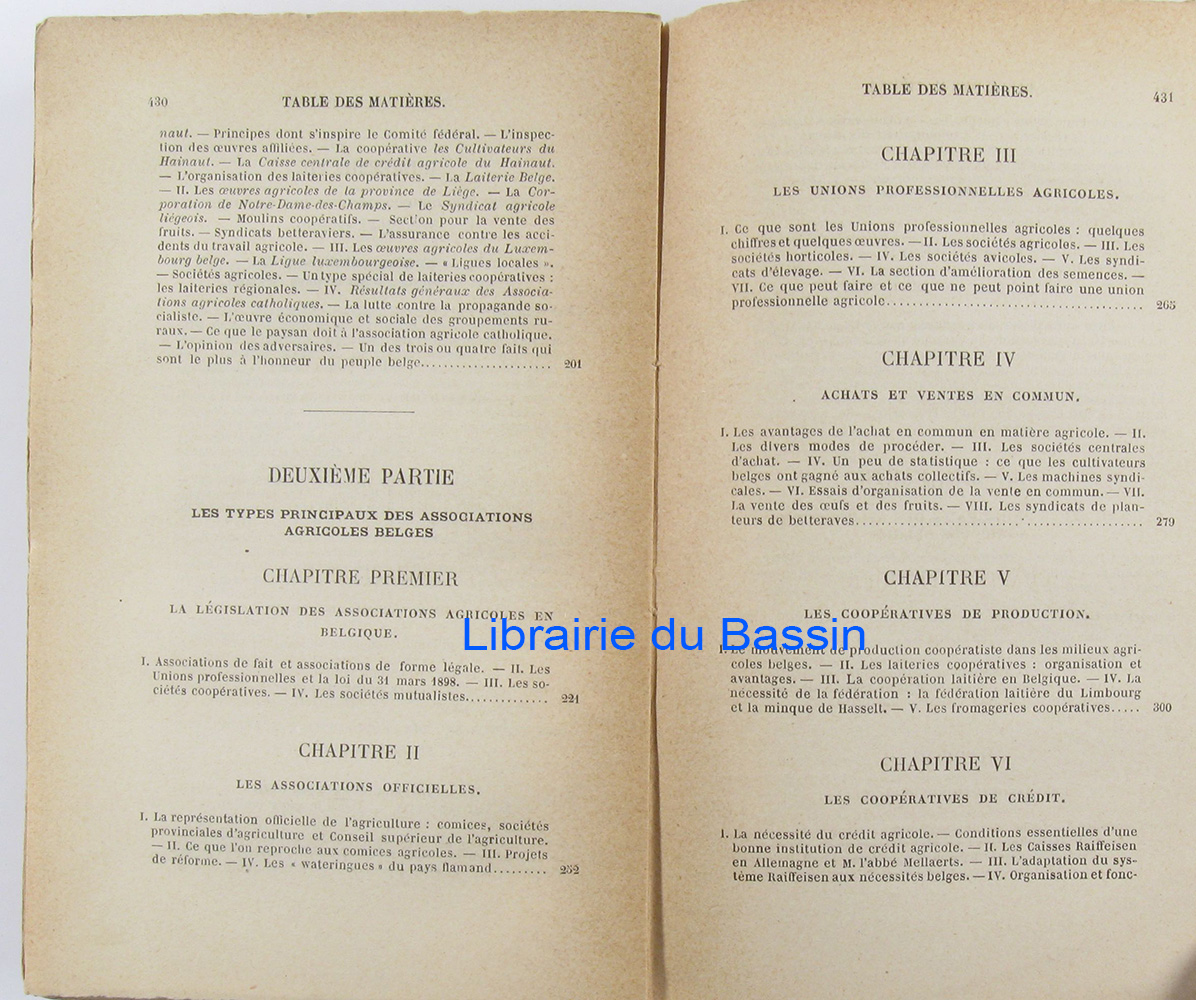 430 TABLE DES MATIÈRES.
naut. — Principes dont s'inspire le Comité fédéral. — L'inspec-
tion des œuvres affiliées. — La coopérative les Cultivateurs du
Hainaut. — La Caisse centrale de crédit agricole du Hainaut.
— L'organisation des laiteries coopératives. — La Laiterie Belge.
— II. Les œuvres agricoles de la province de Liége. — La Cor-
poration de Notre-Dame-des-Champs. — Le Syndicat agricole
liégeois. — Moulins coopératifs. — Section pour la vente des
fruits. — Syndicats betteraviers. — L'assurance contre les acci-
dents du travail agricole. — III. Les œuvres agricoles du Luxem-
bourg belge. — La Ligue luxembourgeoise. — « Ligues locales ».
— Sociétés agricoles. — Un type spécial de laiteries coopératives :
les laiteries régionales. — IV. Résultats généraux des Associa-
tions agricoles catholiques. — La lutte contre la propagande so-
cialiste. — L'œuvre économique et sociale des groupements ru-
raux. — Ce que le paysan doit à l'association agricole catholique.
— L'opinion des adversaires. — Un des trois ou quatre faits qui
sont le plus à l'honneur du peuple belge..................... 201
DEUXIÈME PARTIE
LES TYPES PRINCIPAUX DES ASSOCIATIONS
AGRICOLES BELGES
CHAPITRE PREMIER
LA LÉGISLATION DES ASSOCIATIONS AGRICOLES EN
BELGIQUE.
I. Associations de fait et associations de forme légale. — II. Les
Unions professionnelles et la loi du 31 mars 1898. — III. Les so-
ciétés coopératives. — IV. Les sociétés mutualistes............. 221
CHAPITRE II
LES ASSOCIATIONS OFFICIELLES.
I. La représentation officielle de l'agriculture : comices, sociétés
provinciales d'agriculture et Conseil supérieur de l'agriculture.
— II. Ce que l'on reproche aux comices agricoles. — III. Projets
de réforme. — IV. Les « wateringues » du pays flamand......... 252
TABLE DES MATIÈRES. 431
CHAPITRE III
LES UNIONS PROFESSIONNELLES AGRICOLES.
I. Ce que sont les Unions professionnelles agricoles : quelques
chiffres et quelques œuvres. — II. Les sociétés agricoles. — III. Les
sociétés horticoles. — IV. Les sociétés avicoles. — V. Les syndi-
cats d'élevage. — VI. La section d'amélioration des semences. —
VII. Ce que peut faire et ce que ne peut point faire une union
professionnelle agricole........................................ 265
CHAPITRE IV
ACHATS ET VENTES EN COMMUN.
I. Les avantages de l'achat en commun en matière agricole. — II.
Les divers modes de procéder. — III. Les sociétés centrales
d'achat. — IV. Un peu de statistique : ce que les cultivateurs
belges ont gagné aux achats collectifs. — V. Les machines syndi-
cales. — VI. Essais d'organisation de la vente en commun. — VII.
La vente des œufs et des fruits. — VIII. Les syndicats de plan-
teurs de betteraves............................................. 279
CHAPITRE V
LES COOPÉRATIVES DE PRODUCTION.
Librairie du Bassin
I. Le mouvement de production coopératiste dans les milieux agri-
coles belges. — II. Les laiteries coopératives : organisation et
avantages. — III. La coopération laitière en Belgique. — IV. La
nécessité de la fédération : la fédération laitière du Limbourg
et la minque de Hasselt. — V. Les fromageries coopératives..... 300
CHAPITRE VI
LES COOPÉRATIVES DE CRÉDIT.
I. La nécessité du crédit agricole. — Conditions essentielles d'une
bonne institution de crédit agricole. — II. Les Caisses Raiffeisen
en Allemagne et M. l'abbé Mellaerts. — III. L'adaptation du sys-
tème Raiffeisen aux nécessités belges. — IV. Organisation et fonc-